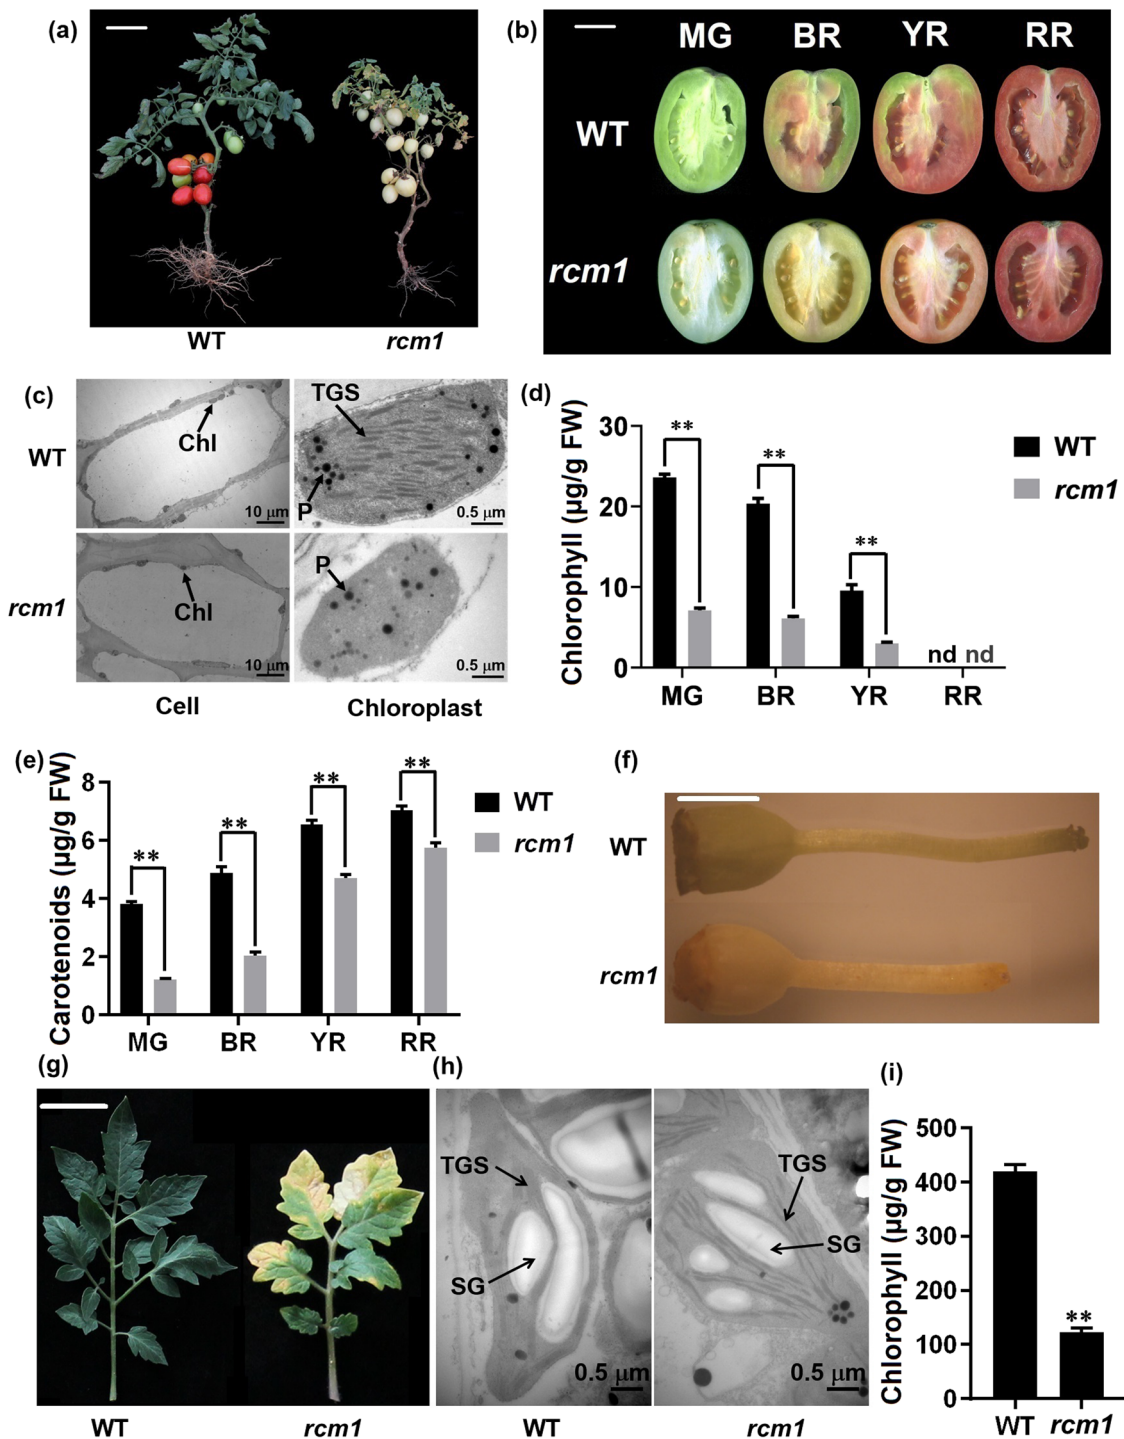 (a)
WT
rcm1
(b)
MG BR YR RR
WT
rcm1
(c)
WT
Chl
10 μm
TGS
P
0.5 μm
rcm1
Chl
10 μm
P
0.5 μm
Cell
Chloroplast
(d)
Chlorophyll (μg/g FW)
30
20
10
0
**
**
**
nd nd
MG BR YR RR
WT
rcm1
(e)
Carotenoids (μg/g FW)
8
6
4
2
0
**
**
**
**
MG BR YR RR
WT
rcm1
(f)
WT
rcm1
(g)
WT
rcm1
(h)
TGS
SG
0.5 μm
WT
TGS
SG
0.5 μm
rcm1
(i)
Chlorophyll (μg/g FW)
500
400
300
200
100
0
**
WT rcm1